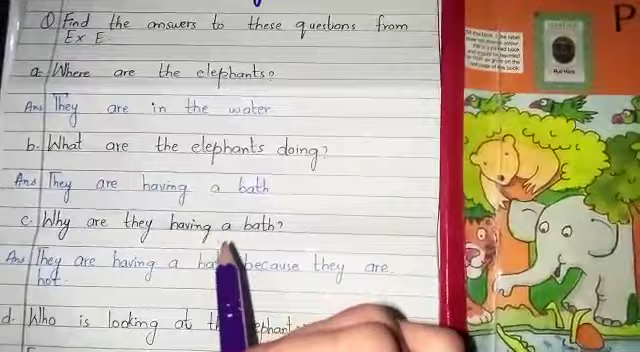 Q Find the answers to these questions from
Ex E.
a. Where are the elephants?
Ans They are in the water
b. What are the elephants doing?
Ans They are having a bath
c. Why are they having a bath?
Ans They are having a because they are
hot.
d. Who is looking at
P